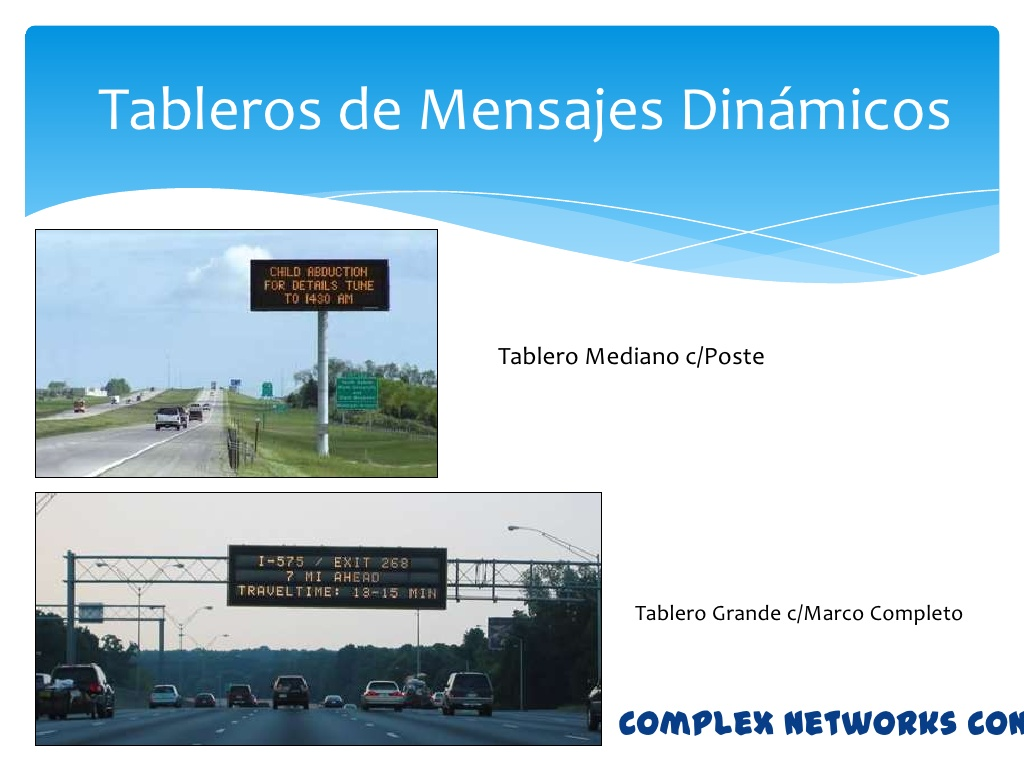 Tableros de Mensajes Dinámicos
CHILD ABDUCTION
FOR DETAILS TUNE
TO 1430 AM
Tablero Mediano c/Poste
I-575 / EXIT 268
7 MI AHEAD
TRAVELTIME: 13-15 MIN
Tablero Grande c/Marco Completo
COMPLEX NETWORKS CON